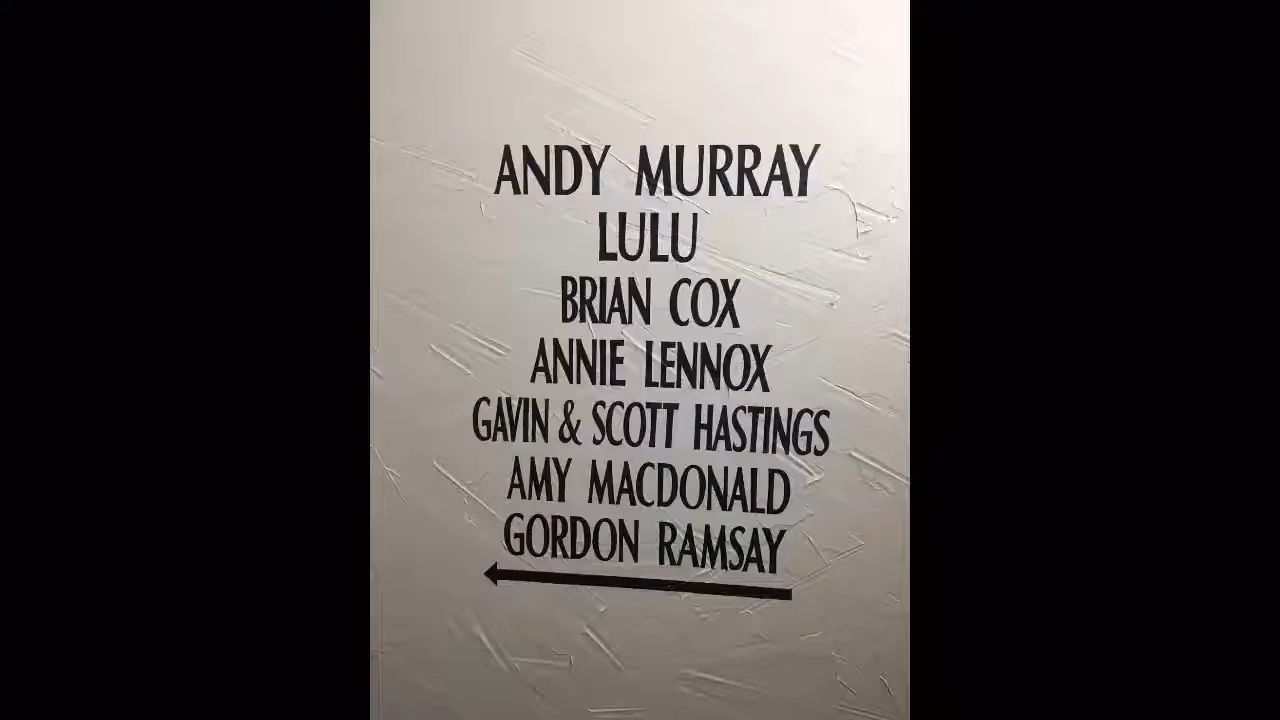 ANDY MURRAY
LULU
BRIAN COX
ANNIE LENNOX
GAVIN & SCOTT HASTINGS
AMY MACDONALD
GORDON RAMSAY